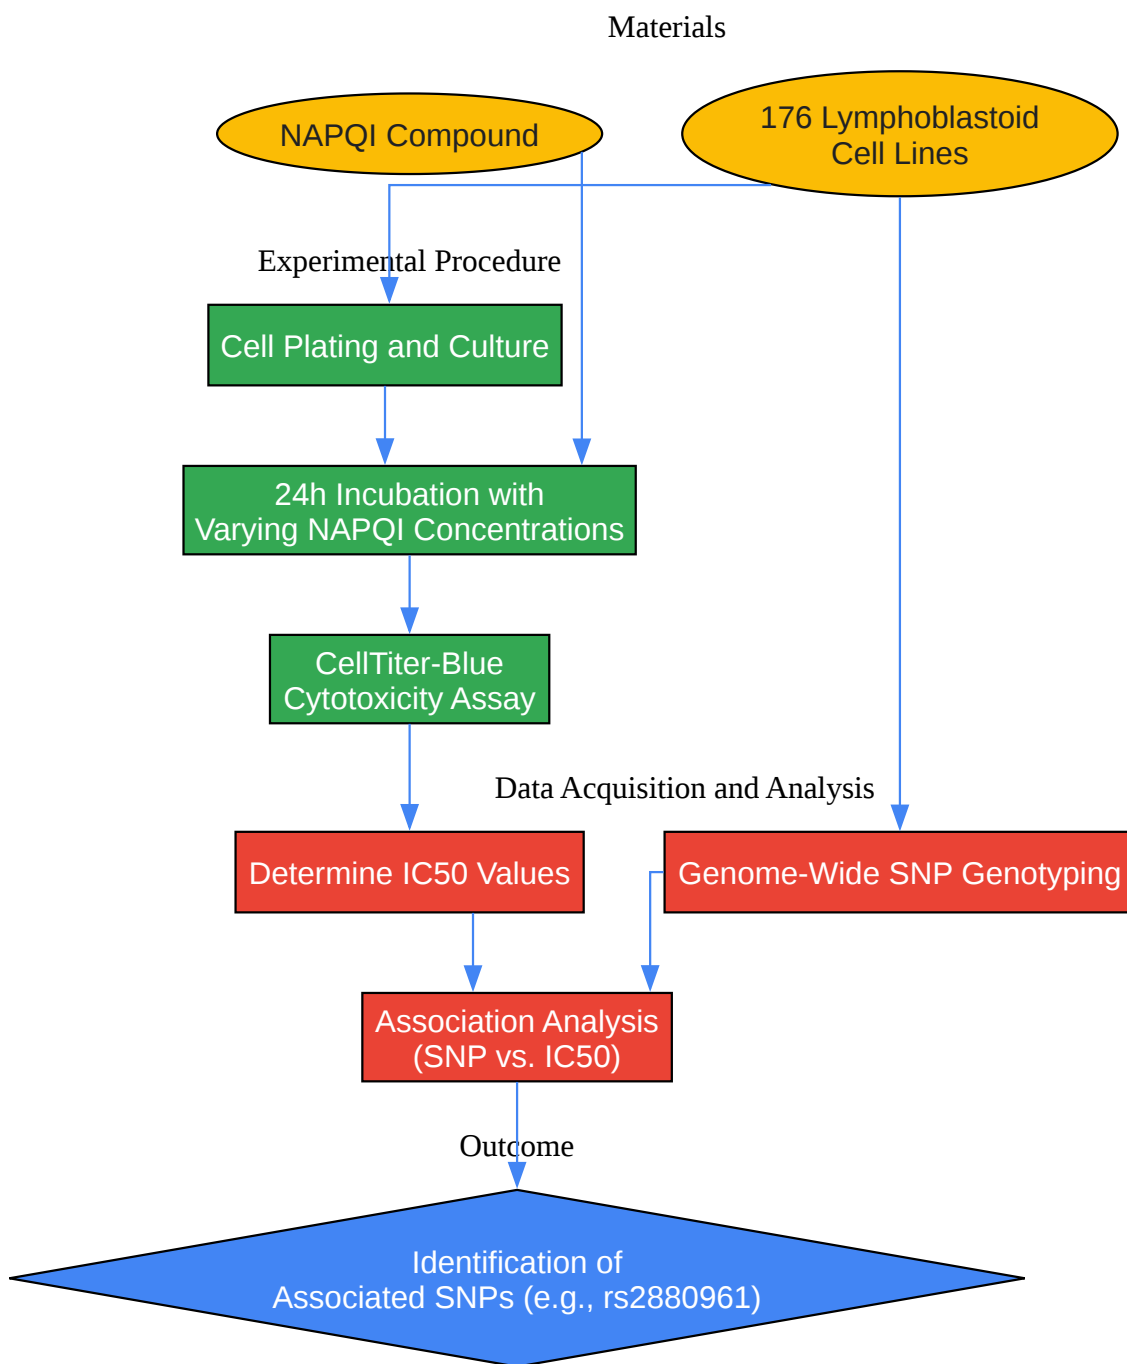 Materials
NAPQI Compound
176 Lymphoblastoid
Cell Lines
Experimental Procedure
Cell Plating and Culture
24h Incubation with
Varying NAPQI Concentrations
CellTiter-Blue
Cytotoxicity Assay
Data Acquisition and Analysis
Determine IC50 Values
Genome-Wide SNP Genotyping
Association Analysis
(SNP vs. IC50)
Outcome
Identification of
Associated SNPs (e.g., rs2880961)